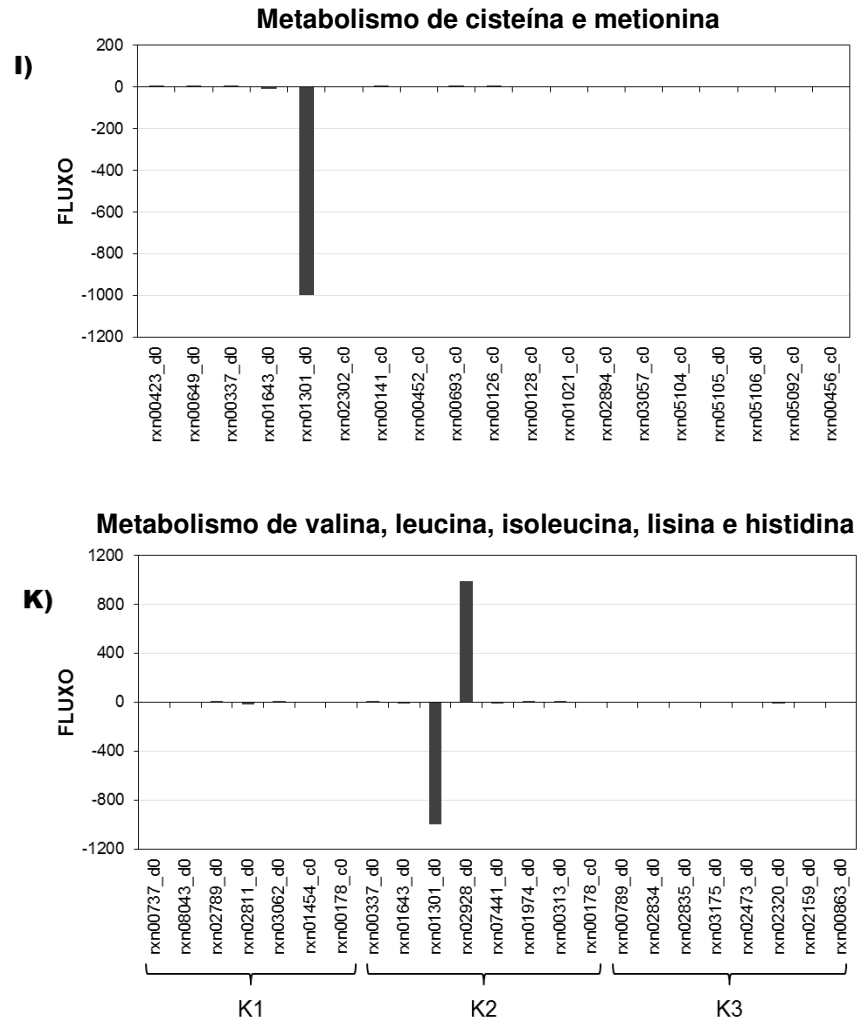 Metabolismo de cisteína e metionina
I)
200
0
-200
-400
-600
-800
-1000
-1200
FLUXO
rxn00423_d0
rxn00649_d0
rxn00337_d0
rxn01643_d0
rxn01301_d0
rxn02302_c0
rxn00141_c0
rxn00452_c0
rxn00693_c0
rxn00126_c0
rxn00128_c0
rxn01021_c0
rxn02894_c0
rxn03057_c0
rxn05104_c0
rxn05105_d0
rxn05106_d0
rxn05092_c0
rxn00456_c0
Metabolismo de valina, leucina, isoleucina, lisina e histidina
K)
1200
800
400
0
-400
-800
-1200
FLUXO
rxn00737_d0
rxn08043_d0
rxn02789_d0
rxn02811_d0
rxn03062_d0
rxn01454_c0
rxn00178_c0
rxn00337_d0
rxn01643_d0
rxn01301_d0
rxn02928_d0
rxn07441_d0
rxn01974_d0
rxn00313_d0
rxn00178_c0
rxn00789_d0
rxn02834_d0
rxn02835_d0
rxn03175_d0
rxn02473_d0
rxn02320_d0
rxn02159_d0
rxn00863_d0
K1
K2
K3